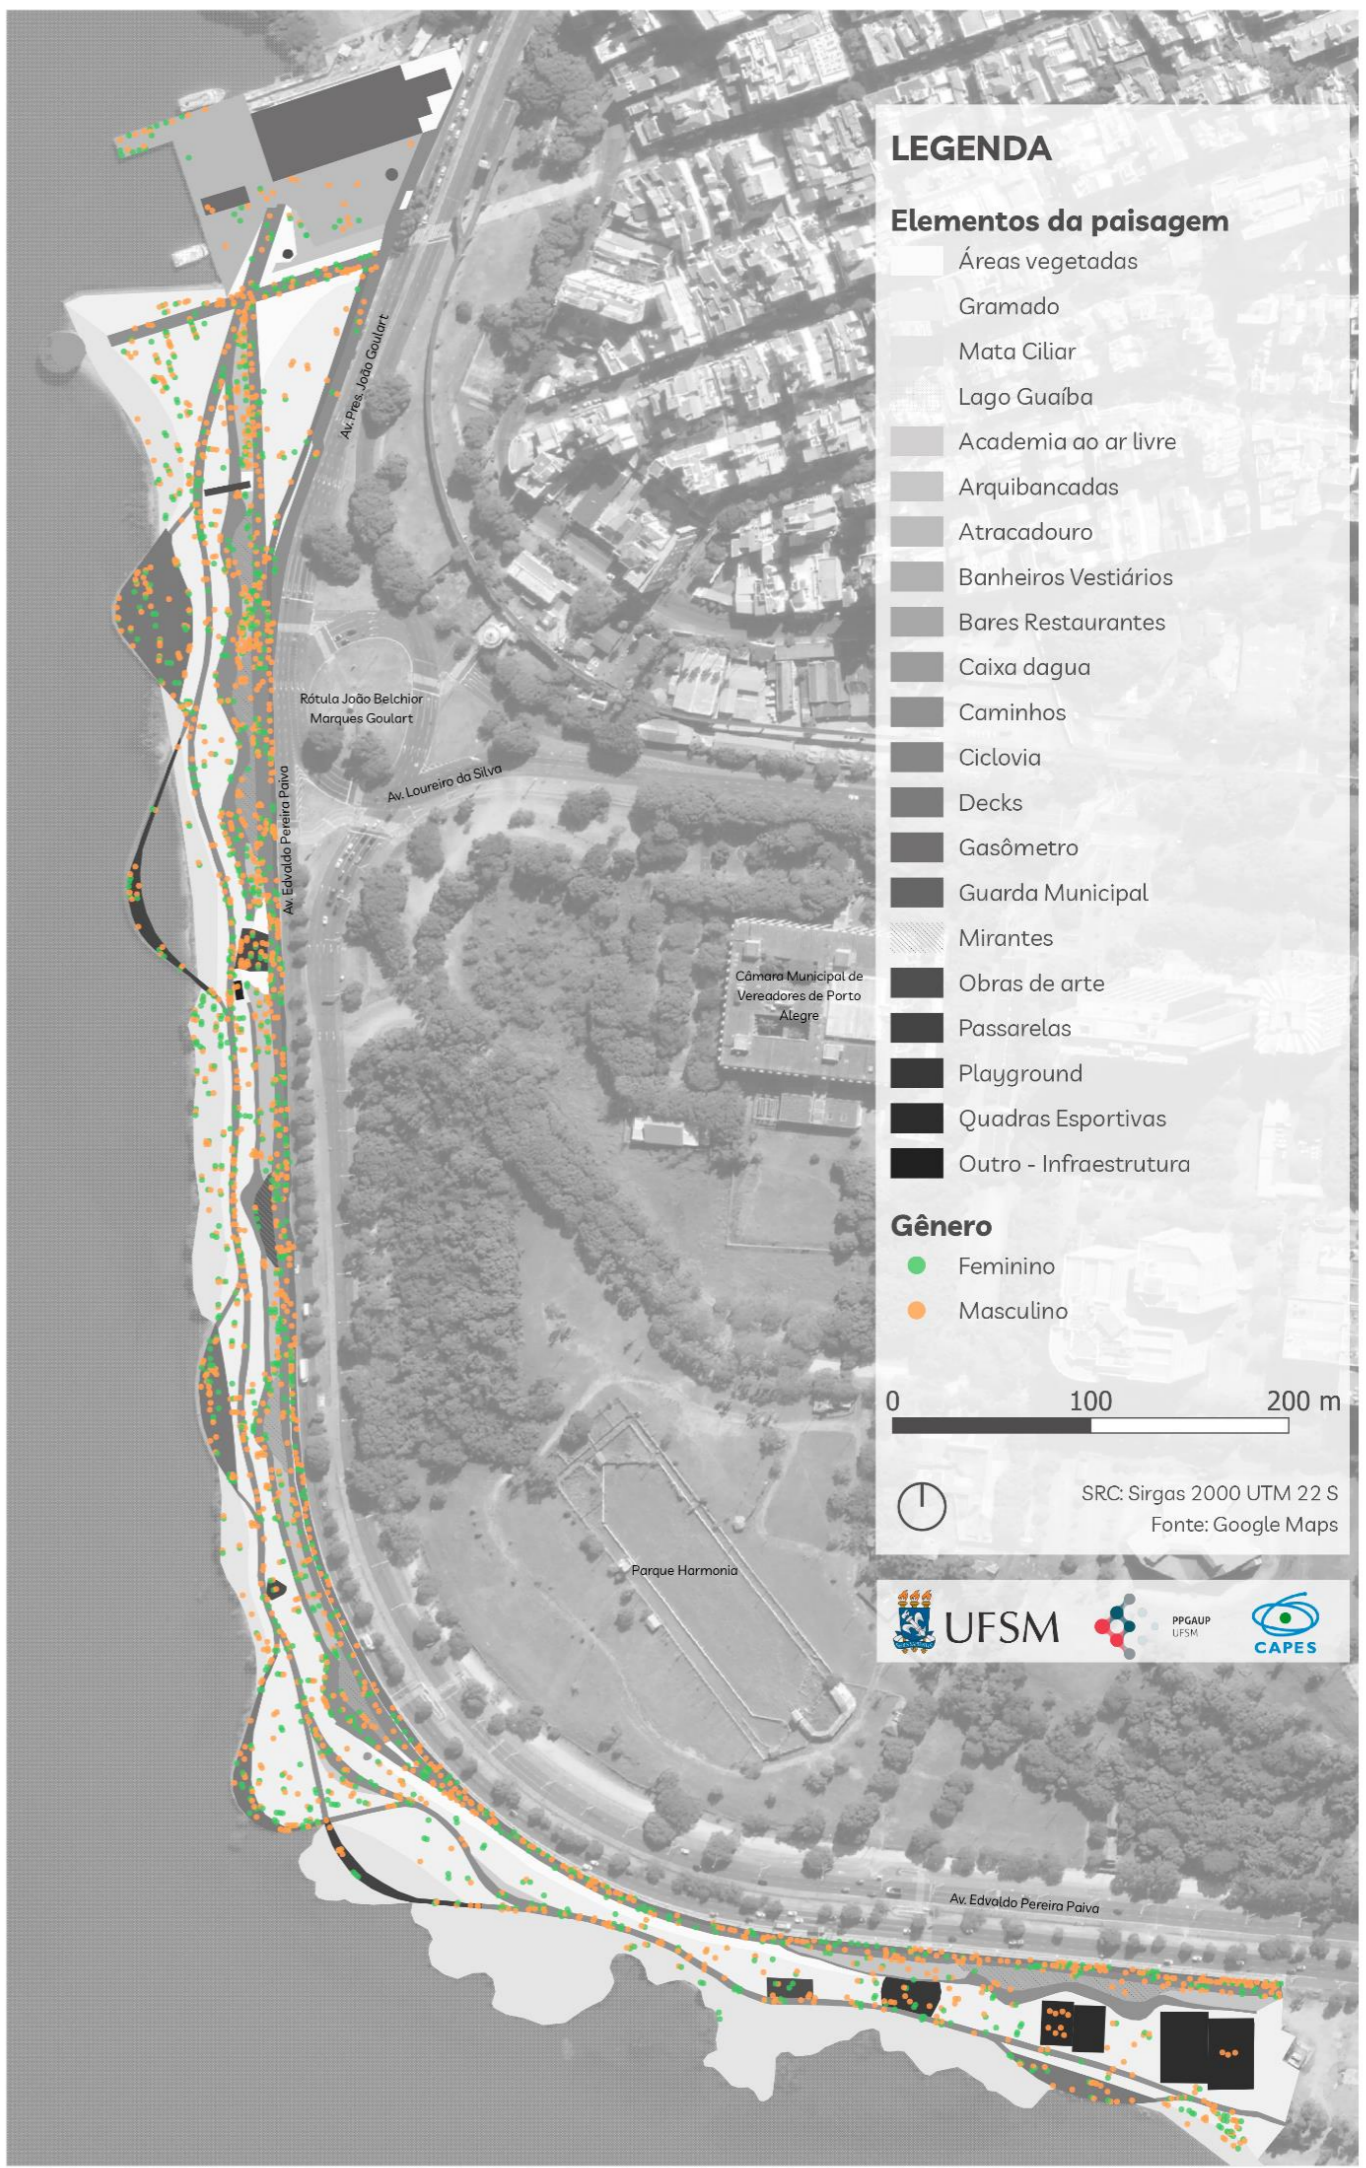 LEGENDA
Elementos da paisagem
Áreas vegetadas
Gramado
Mata Ciliar
Lago Guaíba
Academia ao ar livre
Arquibancadas
Atracadouro
Banheiros Vestiários
Bares Restaurantes
Caixa dagua
Caminhos
Ciclovia
Decks
Gasômetro
Guarda Municipal
Mirantes
Obras de arte
Passarelas
Playground
Quadras Esportivas
Outro - Infraestrutura
Gênero
Feminino
Masculino
0 100 200 m
SRC: Sirgas 2000 UTM 22 S
Fonte: Google Maps
UFSM
PPGAUP
UFSM
CAPES
Av. Pres. João Goulart
Rótula João Belchior
Marques Goulart
Av. Loureiro da Silva
Av. Edvaldo Pereira Paiva
Câmara Municipal de
Vereadores de Porto
Alegre
Parque Harmonia
Av. Edvaldo Pereira Paiva